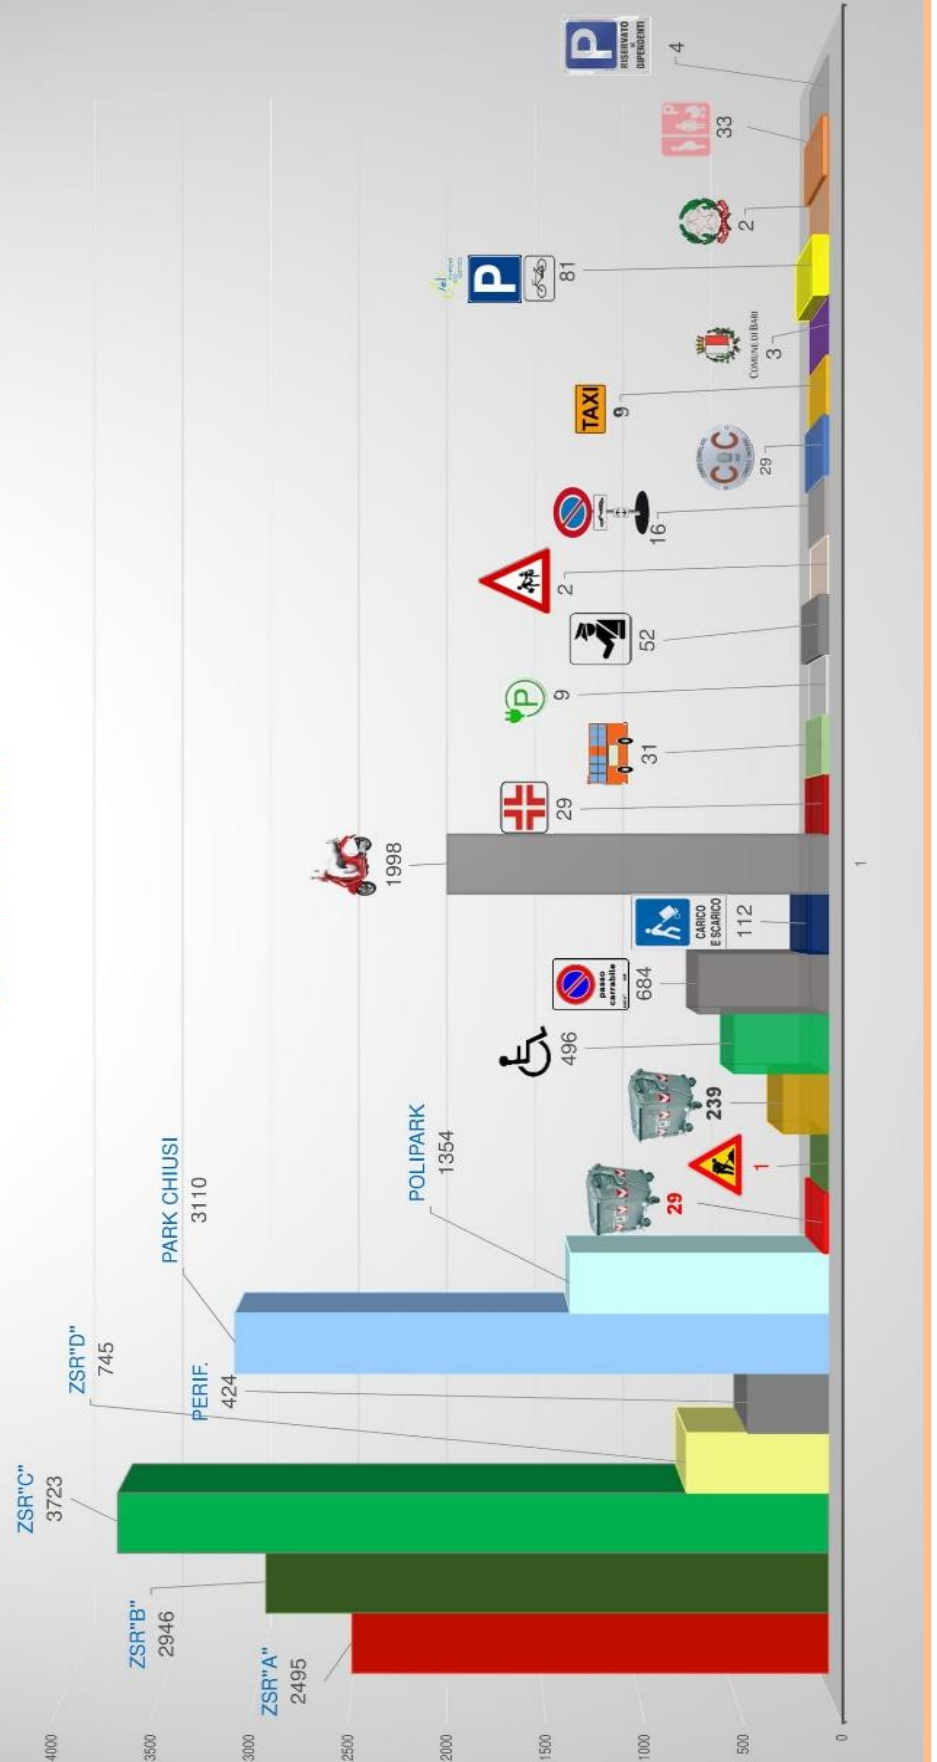 4000
3500
3000
2500
2000
1500
1000
500
0
ZSR"A"
2495
ZSR"B"
2946
ZSR"C"
3723
ZSR"D"
745
PERIF.
424
PARK CHIUSI
3110
POLIPARK
1354
29
1
239
496
passo
carrabile
684
CARICO
E SCARICO
112
1998
29
31
P
9
52
2
16
CC
29
TAXI
9
COMUNE DI BARI
3
P
81
2
P
33
P
RISERVATO
AI
DIPENDENTI
4
1